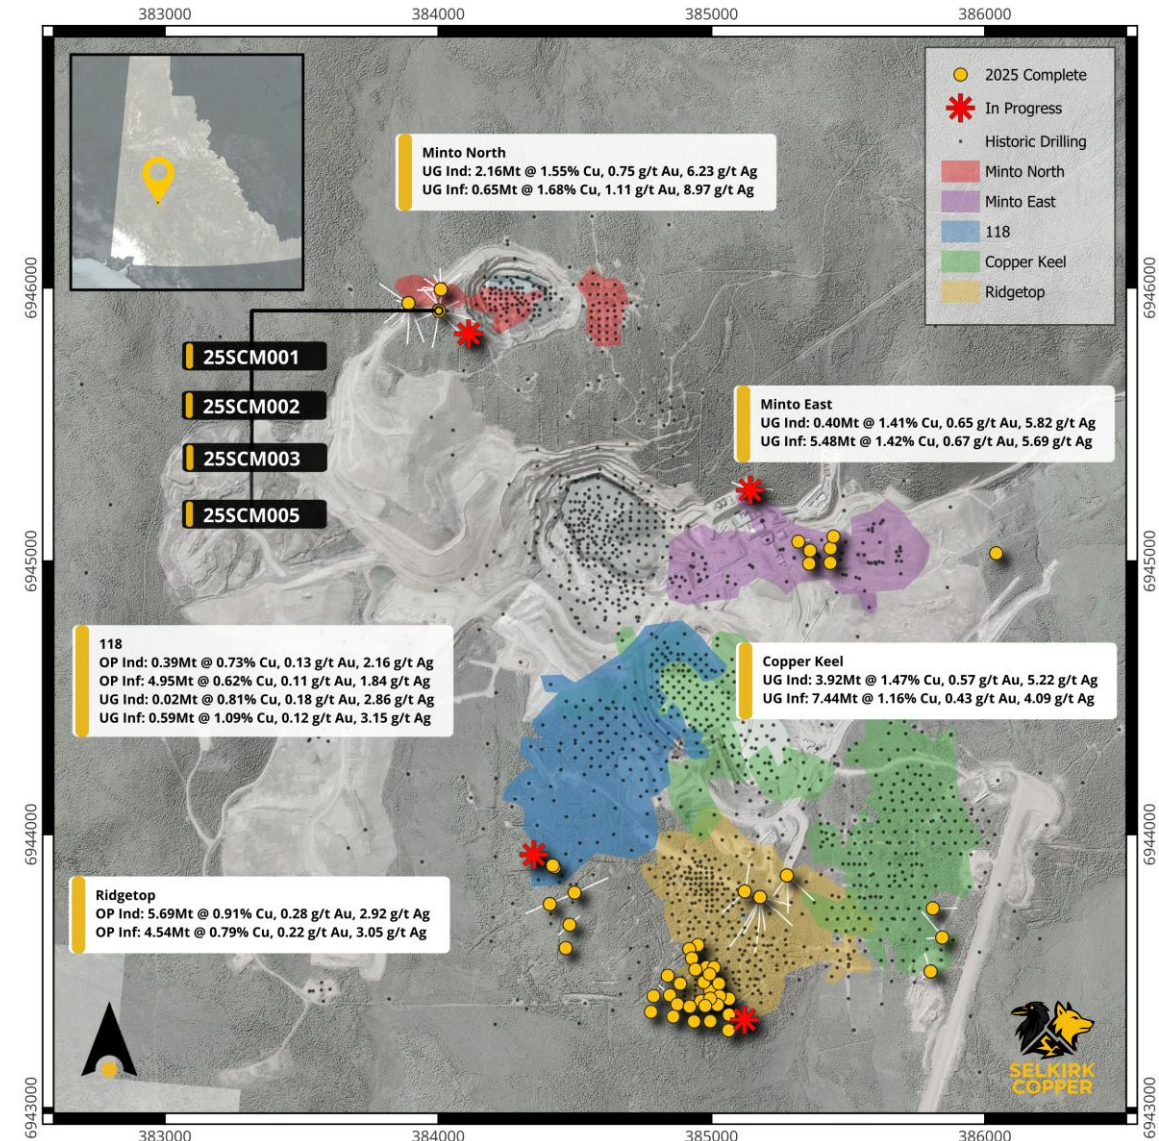 383000
384000
385000
386000
2025 Complete
In Progress
Historic Drilling
Minto North
Minto East
118
Copper Keel
Ridgetop
Minto North
UG Ind: 2.16Mt @ 1.55% Cu, 0.75 g/t Au, 6.23 g/t Ag
UG Inf: 0.65Mt @ 1.68% Cu, 1.11 g/t Au, 8.97 g/t Ag
6946000
6946000
25SCM001
25SCM002
25SCM003
25SCM005
Minto East
UG Ind: 0.40Mt @ 1.41% Cu, 0.65 g/t Au, 5.82 g/t Ag
UG Inf: 5.48Mt @ 1.42% Cu, 0.67 g/t Au, 5.69 g/t Ag
6945000
6945000
118
OP Ind: 0.39Mt @ 0.73% Cu, 0.13 g/t Au, 2.16 g/t Ag
OP Inf: 4.95Mt @ 0.62% Cu, 0.11 g/t Au, 1.84 g/t Ag
UG Ind: 0.02Mt @ 0.81% Cu, 0.18 g/t Au, 2.86 g/t Ag
UG Inf: 0.59Mt @ 1.09% Cu, 0.12 g/t Au, 3.15 g/t Ag
Copper Keel
UG Ind: 3.92Mt @ 1.47% Cu, 0.57 g/t Au, 5.22 g/t Ag
UG Inf: 7.44Mt @ 1.16% Cu, 0.43 g/t Au, 4.09 g/t Ag
6944000
6944000
Ridgetop
OP Ind: 5.69Mt @ 0.91% Cu, 0.28 g/t Au, 2.92 g/t Ag
OP Inf: 4.54Mt @ 0.79% Cu, 0.22 g/t Au, 3.05 g/t Ag
SELKIRK
COPPER
6943000
6943000
383000
384000
385000
386000